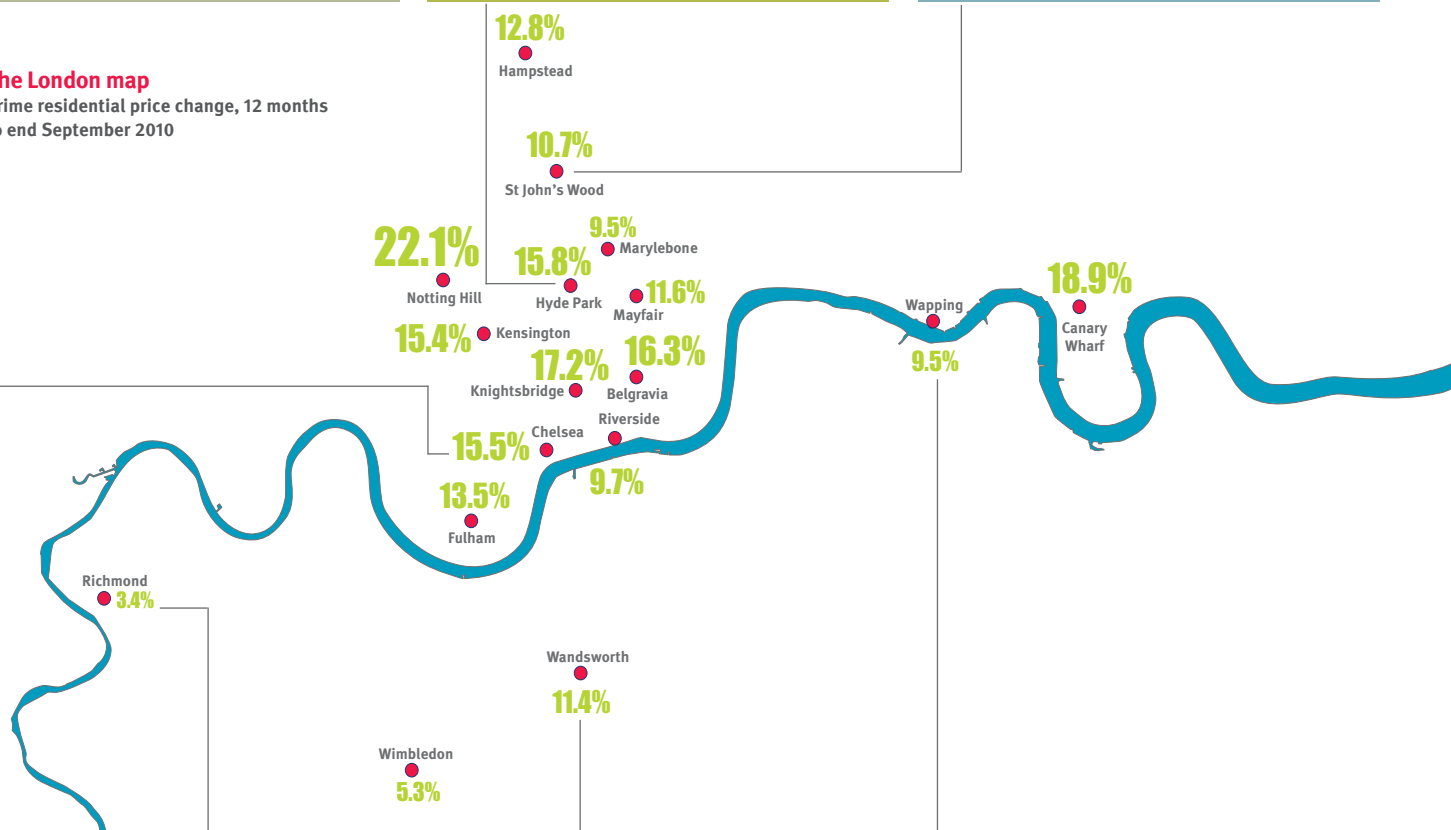 he London map
rime residential price change, 12 months
o end September 2010
12.8%
Hampstead
10.7%
St John's Wood
9.5%
Marylebone
22.1%
Notting Hill
15.8%
Hyde Park
11.6%
Mayfair
15.4%
Kensington
17.2%
Knightsbridge
16.3%
Belgravia
Riverside
9.7%
Chelsea
15.5%
13.5%
Fulham
Wapping
9.5%
18.9%
Canary
Wharf
Richmond
3.4%
Wandsworth
11.4%
Wimbledon
5.3%